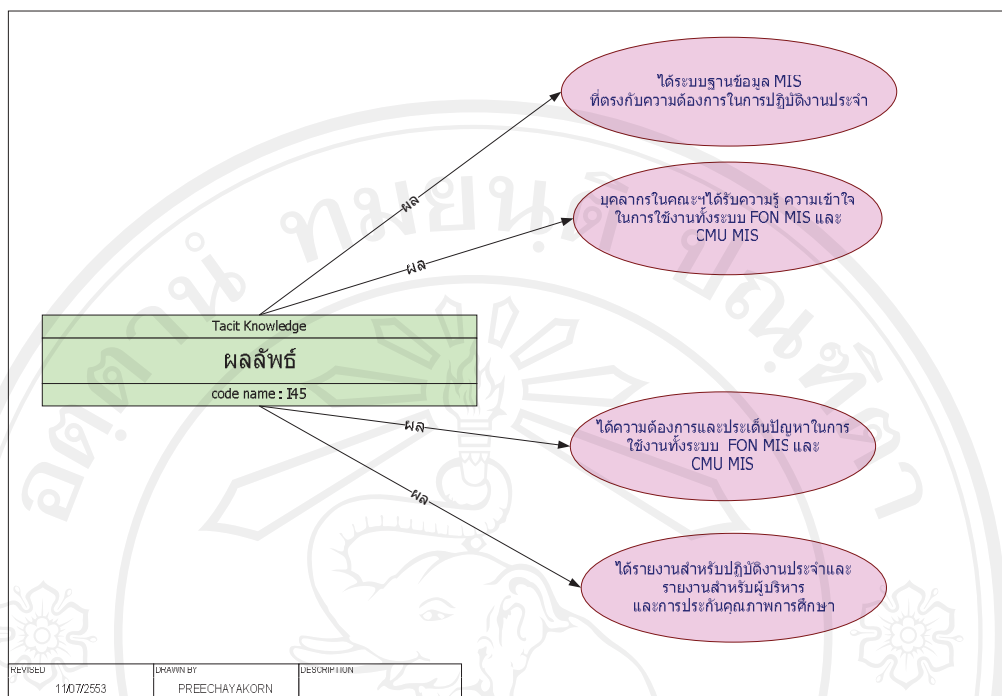 ได้ระบบฐานข้อมูล MIS
ที่ตรงกับความต้องการในการปฏิบัติงานประจำ
ผล
บุคลากรในคณะฯได้รับความรู้ ความเข้าใจ
ในการใช้งานทั้งระบบ FON MIS และ
CMU MIS
ผล
Tacit Knowledge
ผลลัพธ์
code name : I45
ผล
ได้ความต้องการและประเด็นปัญหาในการ
ใช้งานทั้งระบบ FON MIS และ
CMU MIS
ผล
ได้รายงานสำหรับปฏิบัติงานประจำและ
รายงานสำหรับผู้บริหาร
และการประกันคุณภาพการศึกษา
REVISED
11/07/2553
DRAWN BY
PREECHAYAKORN
DESCRIPTION